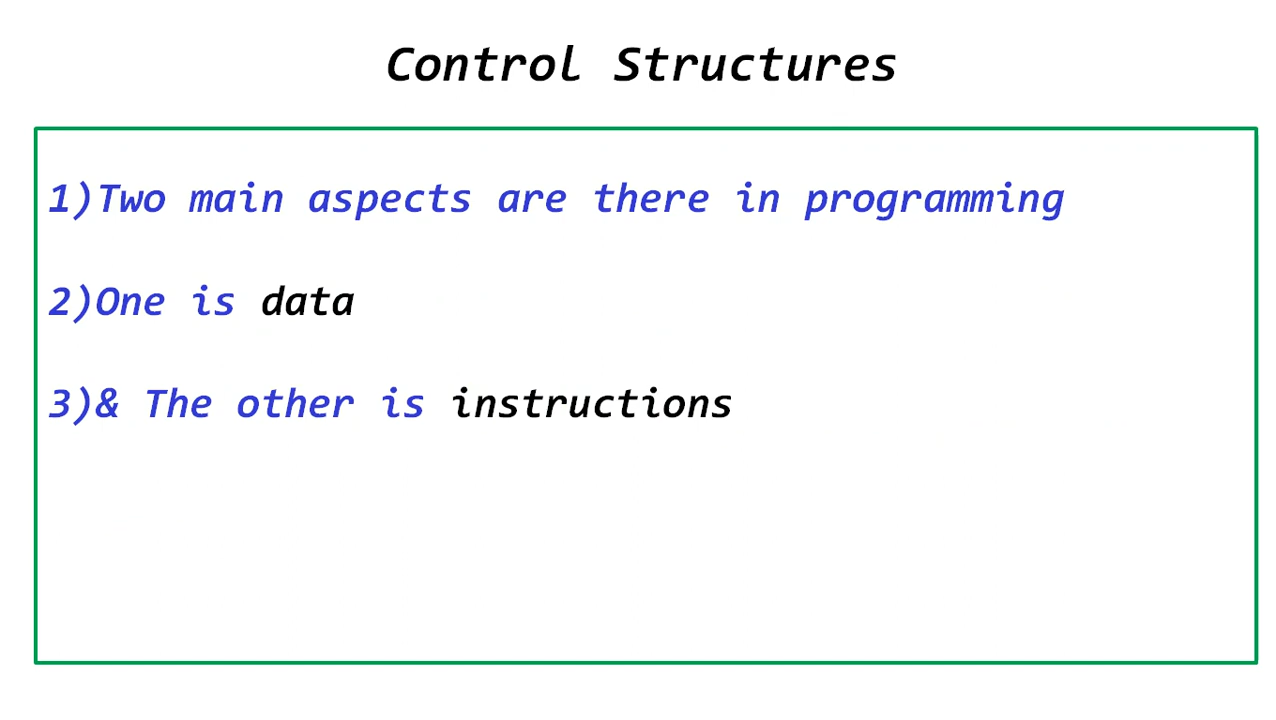 Control Structures
1)Two main aspects are there in programming
2)One is data
3)& The other is instructions